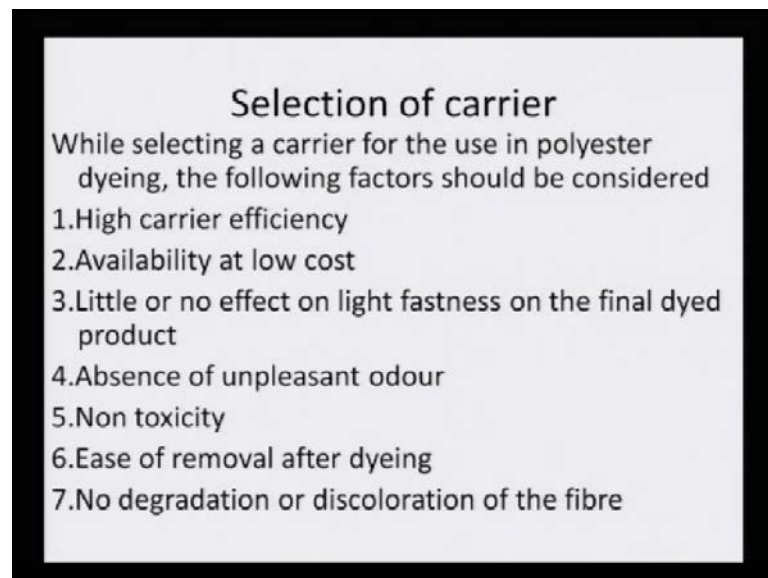 Selection of carrier
While selecting a carrier for the use in polyester
dyeing, the following factors should be considered
1.High carrier efficiency
2.Availability at low cost
3.Little or no effect on light fastness on the final dyed
product
4.Absence of unpleasant odour
5.Non toxicity
6.Ease of removal after dyeing
7.No degradation or discoloration of the fibre